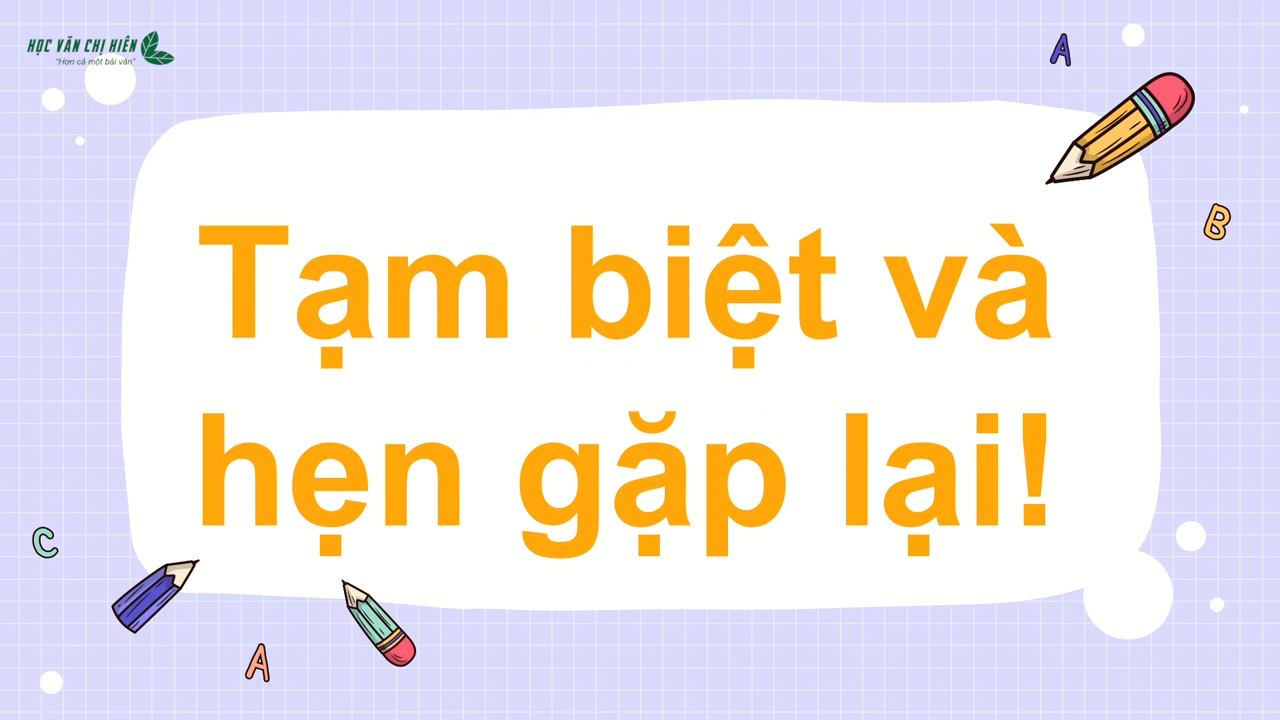 HỌC VĂN CHỊ HIÊN
"Hơn cả một bài văn"
A
B
Tạm biệt và
hẹn gặp lại!
C
A